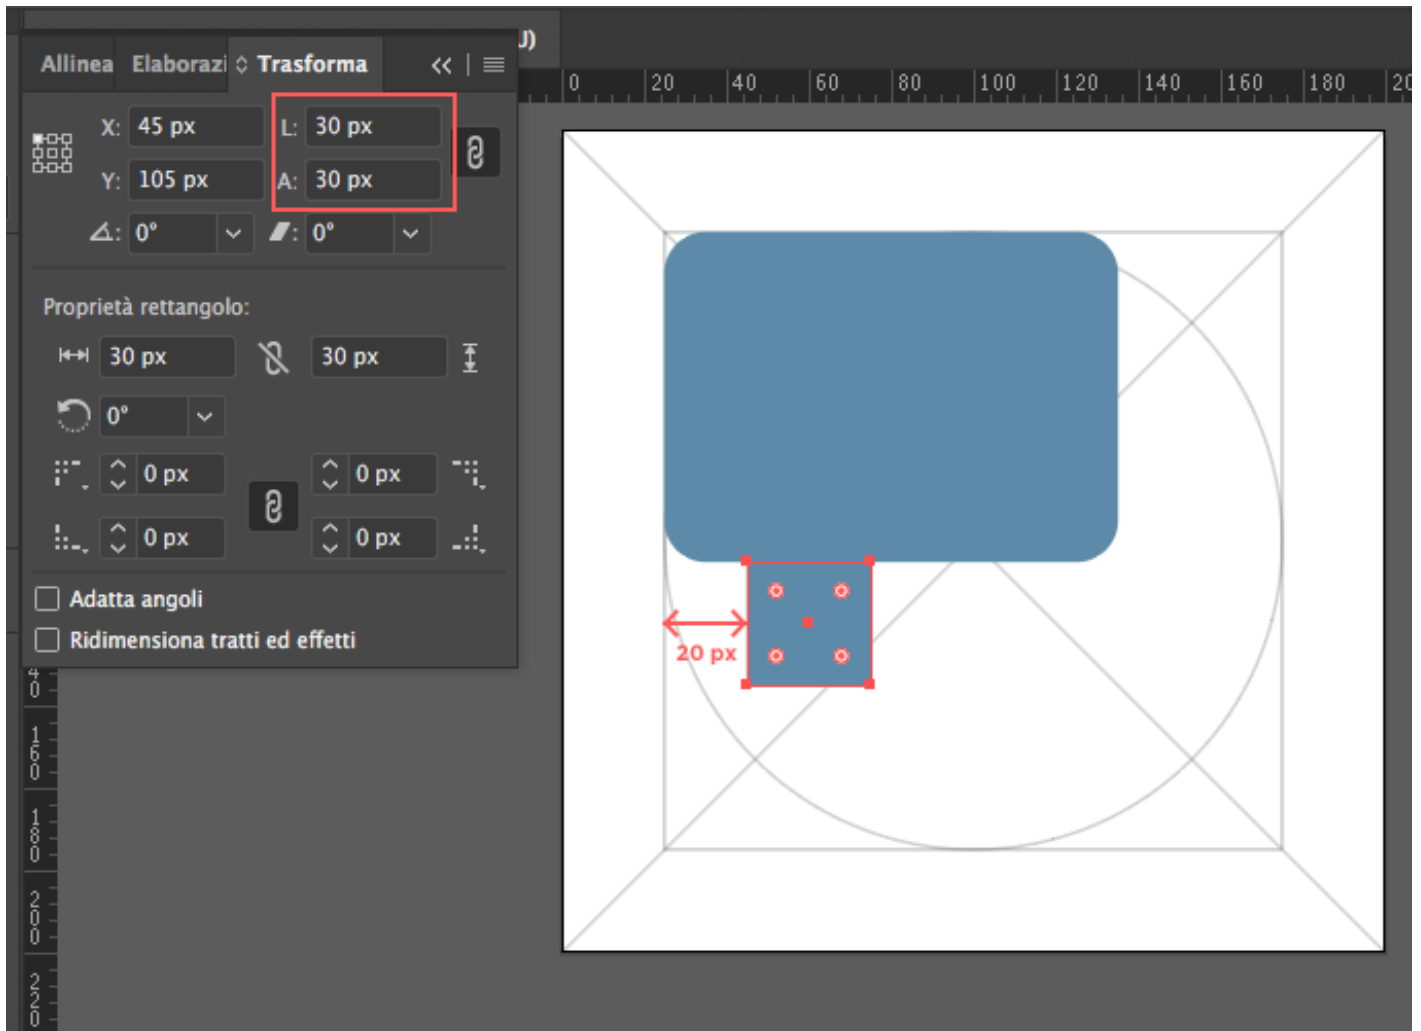 U)
Allinea Elaborazi Trasforma
0 20 40 60 80 100 120 140 160 180 20
X: 45 px L: 30 px
Y: 105 px A: 30 px
: 0° : 0°
Proprietà rettangolo:
30 px 30 px
0°
0 px 0 px
0 px 0 px
Adatta angoli
Ridimensiona tratti ed effetti
20 px
40
160
180
200
220